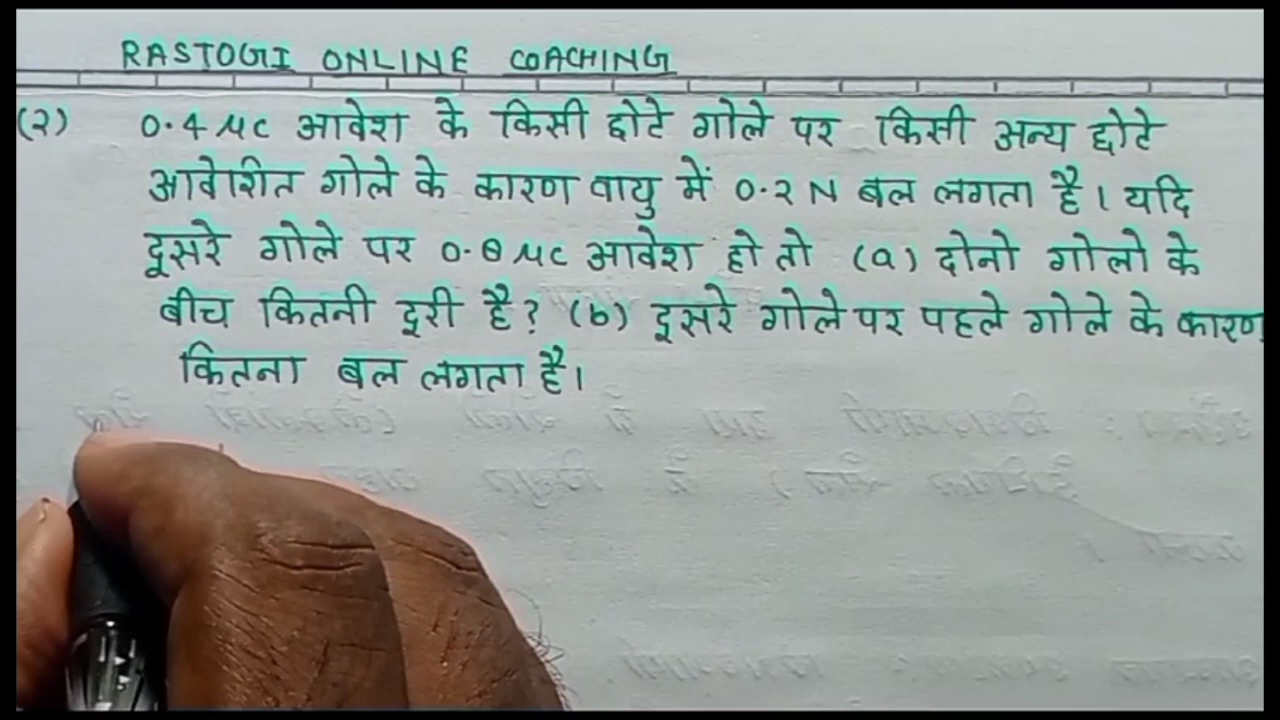 RASTOGI ONLINE COACHING
(२) 0.4 μc आवेश के किसी छोटे गोले पर किसी अन्य छोटे
आवेशित गोले के कारण वायु में 0.2 N बल लगता है। यदि
दूसरे गोले पर 0.8 μc आवेश हो तो (a) दोनो गोलो के
बीच कितनी दूरी है? (b) दूसरे गोले पर पहले गोले के कारण
कितना बल लगता है।